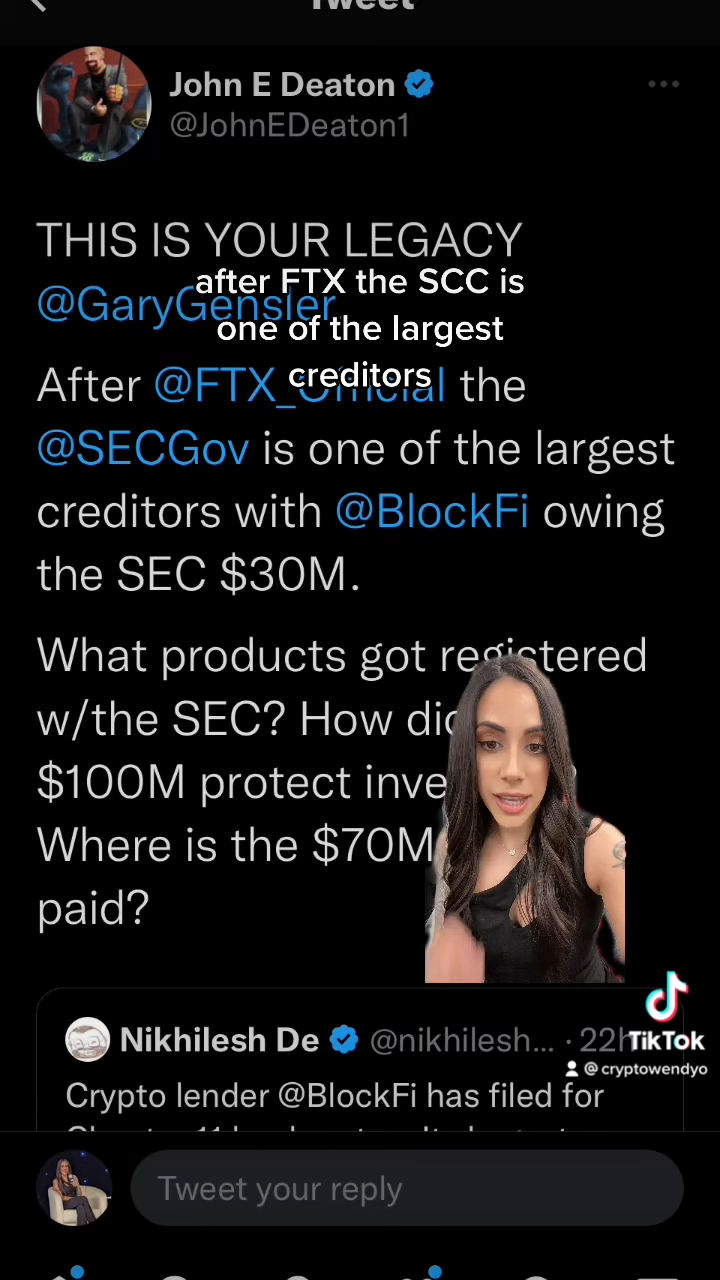 Tweet
John E Deaton
@JohnEDeaton1
THIS IS YOUR LEGACY
after FTX the SCC is
@GaryGensler
one of the largest
creditors
After @FTX_Official the
@SECGov is one of the largest
creditors with @BlockFi owing
the SEC $30M.
What products got registered
w/the SEC? How
$100M protect
Where is the $70M
paid?
Nikhilesh De @nikhilesh... · 22h
TikTok
@cryptowendyo
Crypto lender @BlockFi has filed for
Tweet your reply